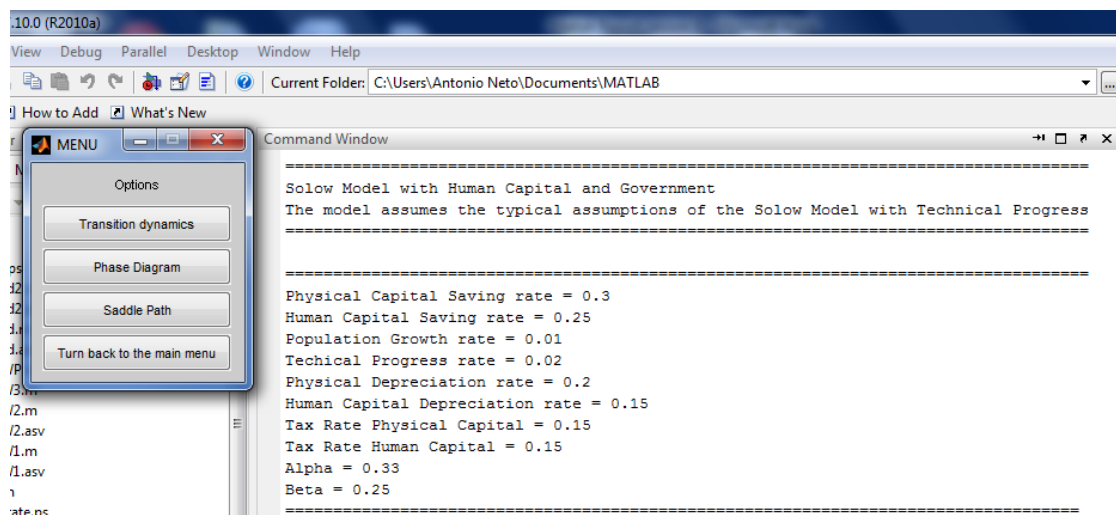 .10.0 (R2010a)
View Debug Parallel Desktop Window Help
Current Folder: C:\Users\Antonio Neto\Documents\MATLAB
How to Add What's New
MENU
Options
Transition dynamics
Phase Diagram
Saddle Path
Turn back to the main menu
/3.m
/2.m
/2.asv
/1.m
/1.asv
rate.ps
Command Window
=====================================================================================
Solow Model with Human Capital and Government
The model assumes the typical assumptions of the Solow Model with Technical Progress
=====================================================================================
=====================================================================================
Physical Capital Saving rate = 0.3
Human Capital Saving rate = 0.25
Population Growth rate = 0.01
Techical Progress rate = 0.02
Physical Depreciation rate = 0.2
Human Capital Depreciation rate = 0.15
Tax Rate Physical Capital = 0.15
Tax Rate Human Capital = 0.15
Alpha = 0.33
Beta = 0.25
====================================================================================